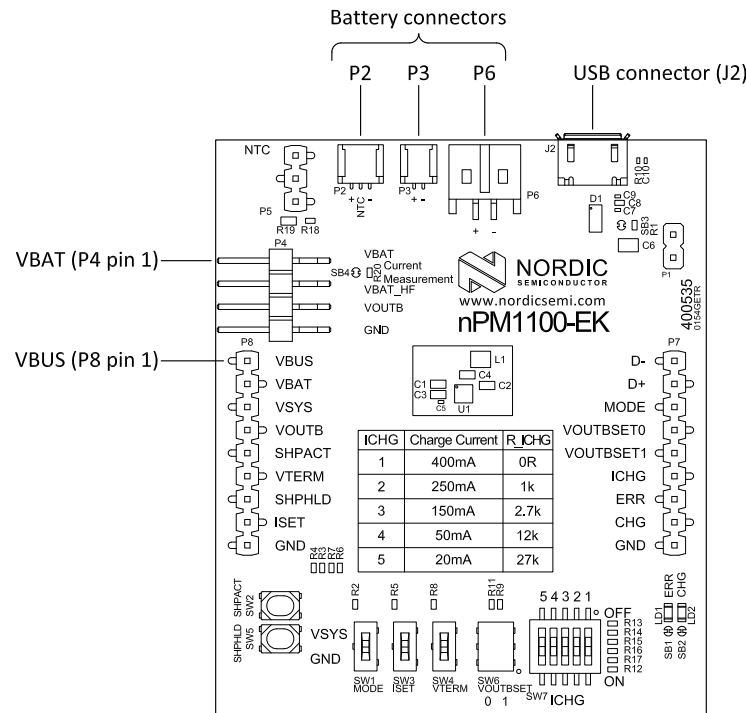 Battery connectors
P2 P3 P6 USB connector (J2)
NTC
J2
R10
C10
P2
+ NTC -
P3
+ -
P6
+ -
D1
C9
C8
C7
SB3
R1
C6
P5
R19 R18
P4
P1
VBAT (P4 pin 1)
VBAT
SB4
R20
Current
Measurement
VBAT_HF
VOUTB
GND
NORDIC
SEMICONDUCTOR
www.nordicsemi.com
nPM1100-EK
400535
0154GETR
VBUS (P8 pin 1)
P8
VBUS
VBAT
VSYS
VOUTB
SHPACT
VTERM
SHPHLD
ISET
GND
L1
C4
C1
C2
C3
C5
U1
P7
D-
D+
MODE
VOUTBSET0
VOUTBSET1
ICHG
ERR
CHG
GND
ICHG Charge Current R_ICHG
1 400mA 0R
2 250mA 1k
3 150mA 2.7k
4 50mA 12k
5 20mA 27k
R4
R3
R7
R6
SHPACT
SW2
SHPHLD
SW5
R2 R5 R8 R11 R9
VSYS
GND
SW1
MODE
SW3
ISET
SW4
VTERM
SW6
VOUTBSET
0 1
5 4 3 2 1
OFF
R13
R14
R15
R16
R17
R12
ON
SW7
ICHG
ERR
CHG
LD1
LD2
SB1
SB2